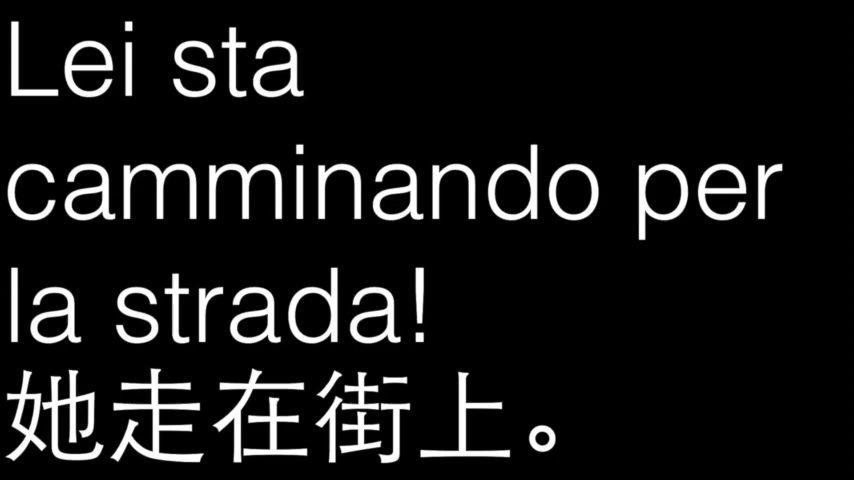 Lei sta
camminando per
la strada!
她走在街上。